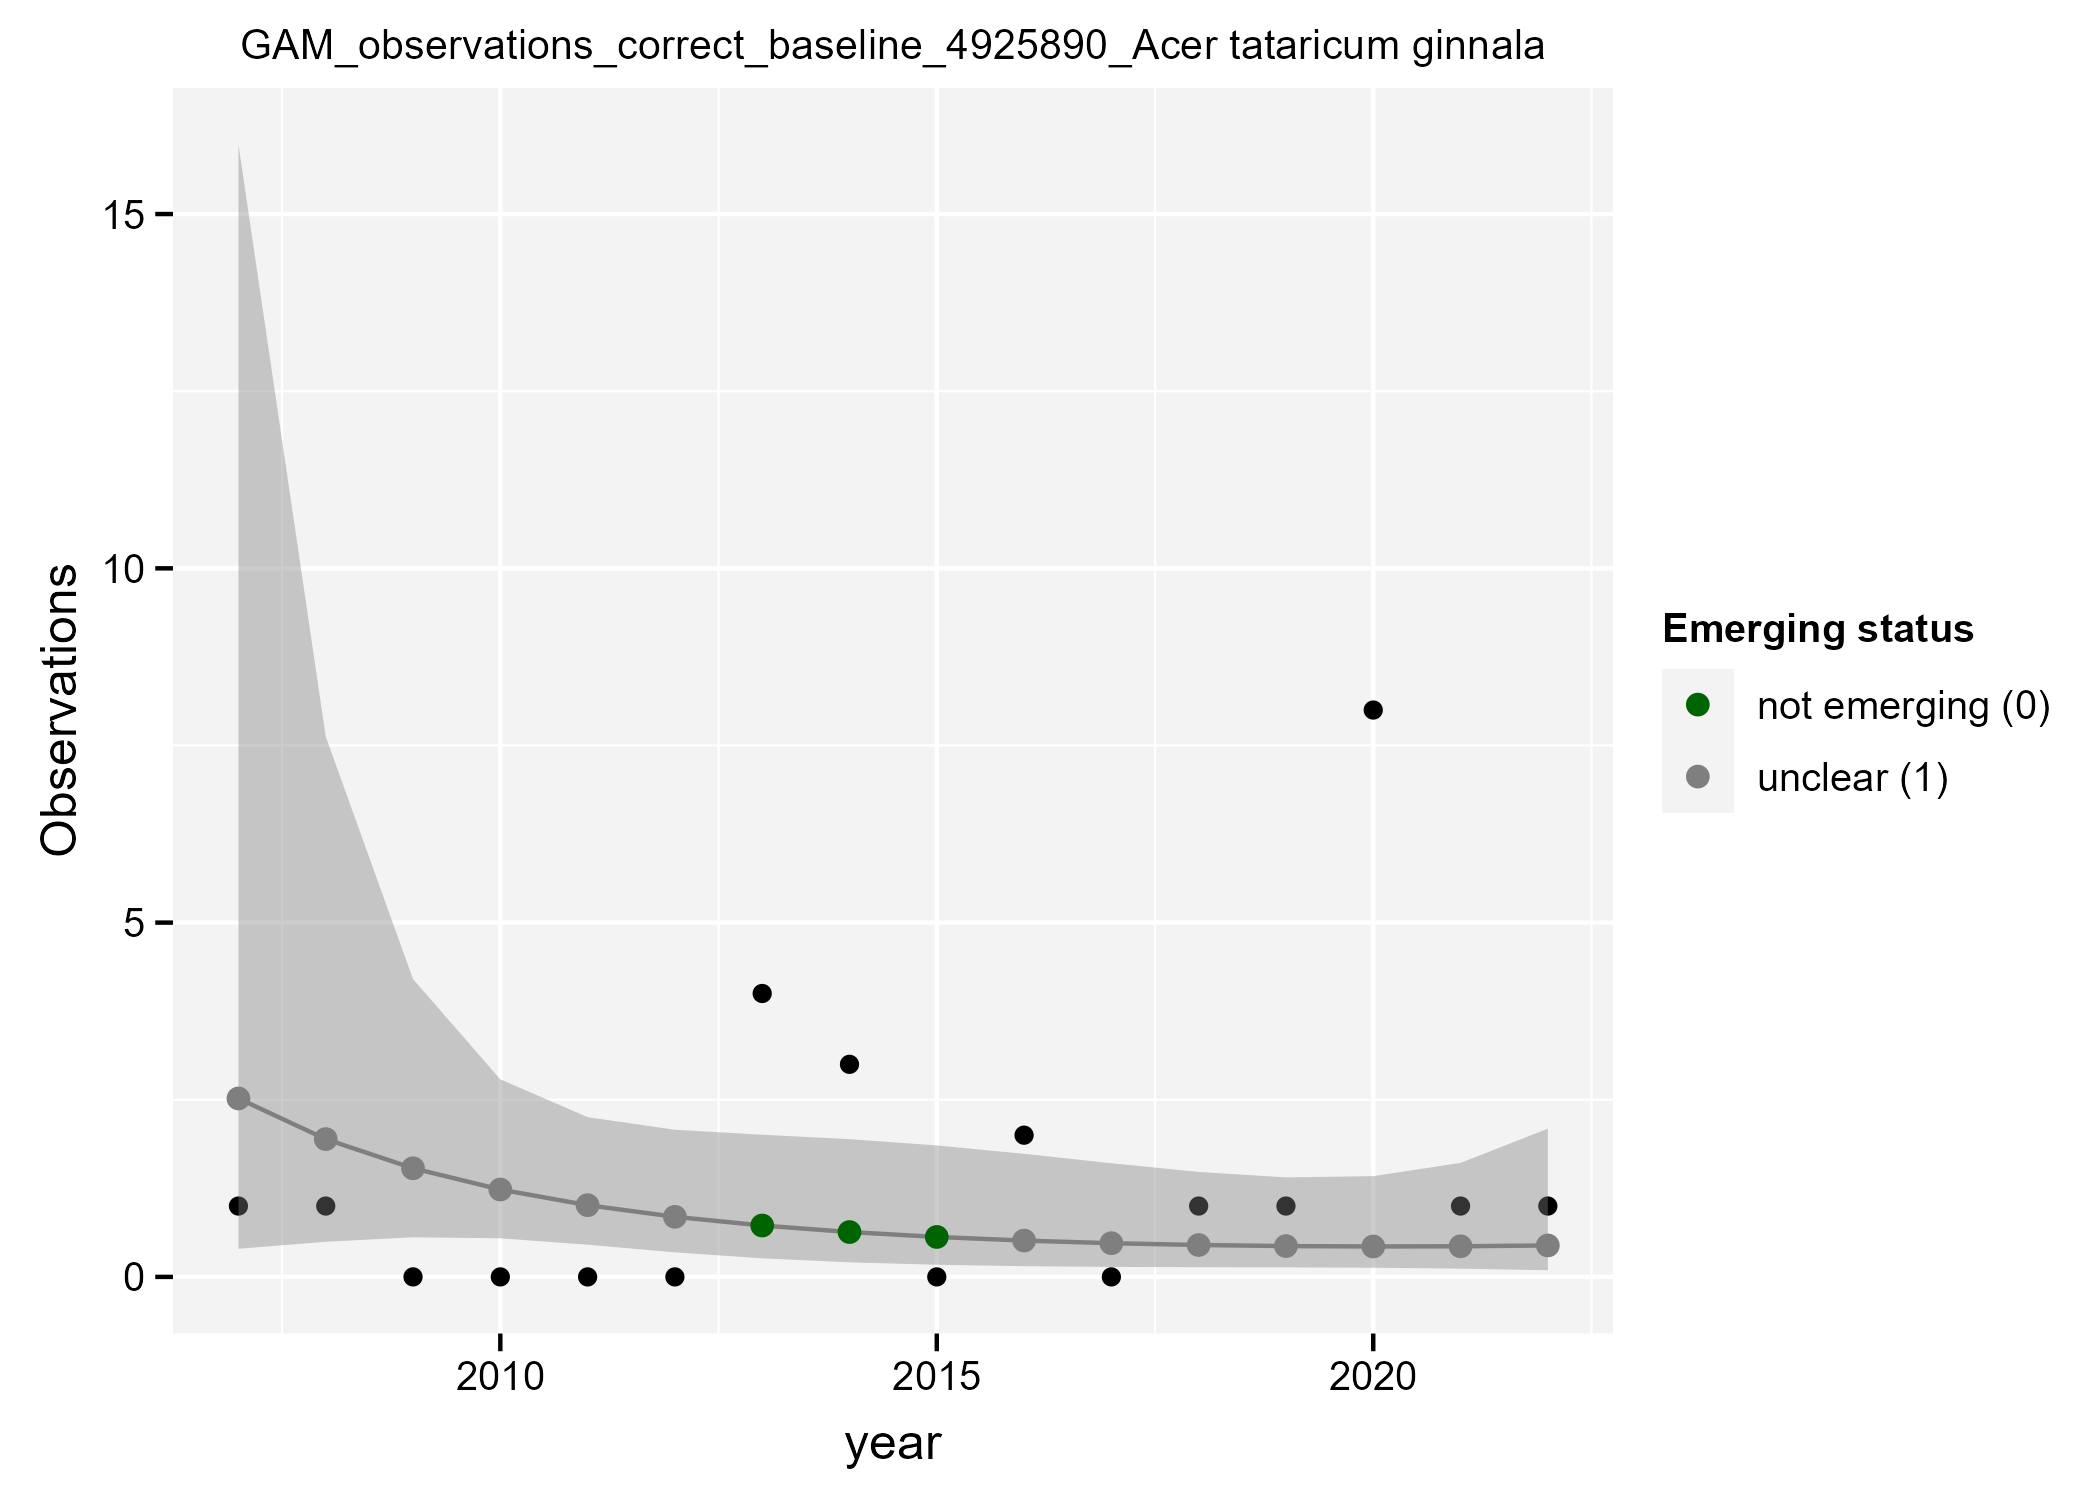 GAM_observations_correct_baseline_4925890_Acer tataricum ginnala
Observations
15
10
5
0
2010
2015
2020
year
Emerging status
not emerging (0)
unclear (1)